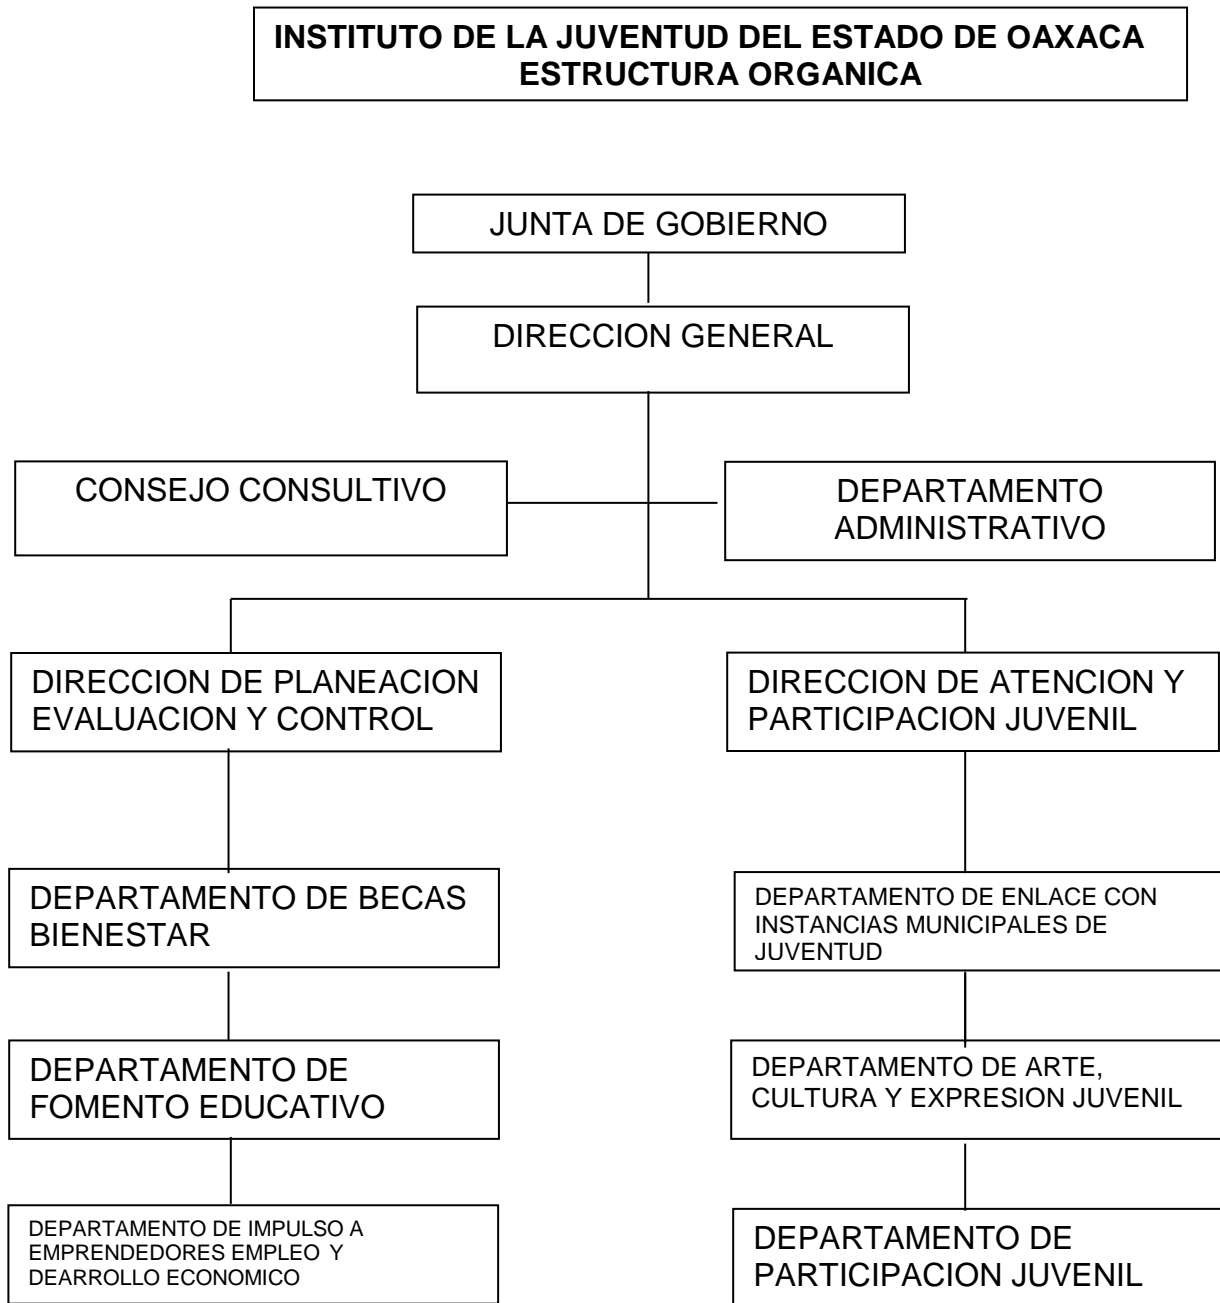 INSTITUTO DE LA JUVENTUD DEL ESTADO DE OAXACA
ESTRUCTURA ORGANICA
JUNTA DE GOBIERNO
DIRECCION GENERAL
CONSEJO CONSULTIVO
DEPARTAMENTO
ADMINISTRATIVO
DIRECCION DE PLANEACION
EVALUACION Y CONTROL
DIRECCION DE ATENCION Y
PARTICIPACION JUVENIL
DEPARTAMENTO DE BECAS
BIENESTAR
DEPARTAMENTO DE ENLACE CON
INSTANCIAS MUNICIPALES DE
JUVENTUD
DEPARTAMENTO DE
FOMENTO EDUCATIVO
DEPARTAMENTO DE ARTE,
CULTURA Y EXPRESION JUVENIL
DEPARTAMENTO DE IMPULSO A
EMPRENDEDORES EMPLEO Y
DEARROLLO ECONOMICO
DEPARTAMENTO DE
PARTICIPACION JUVENIL